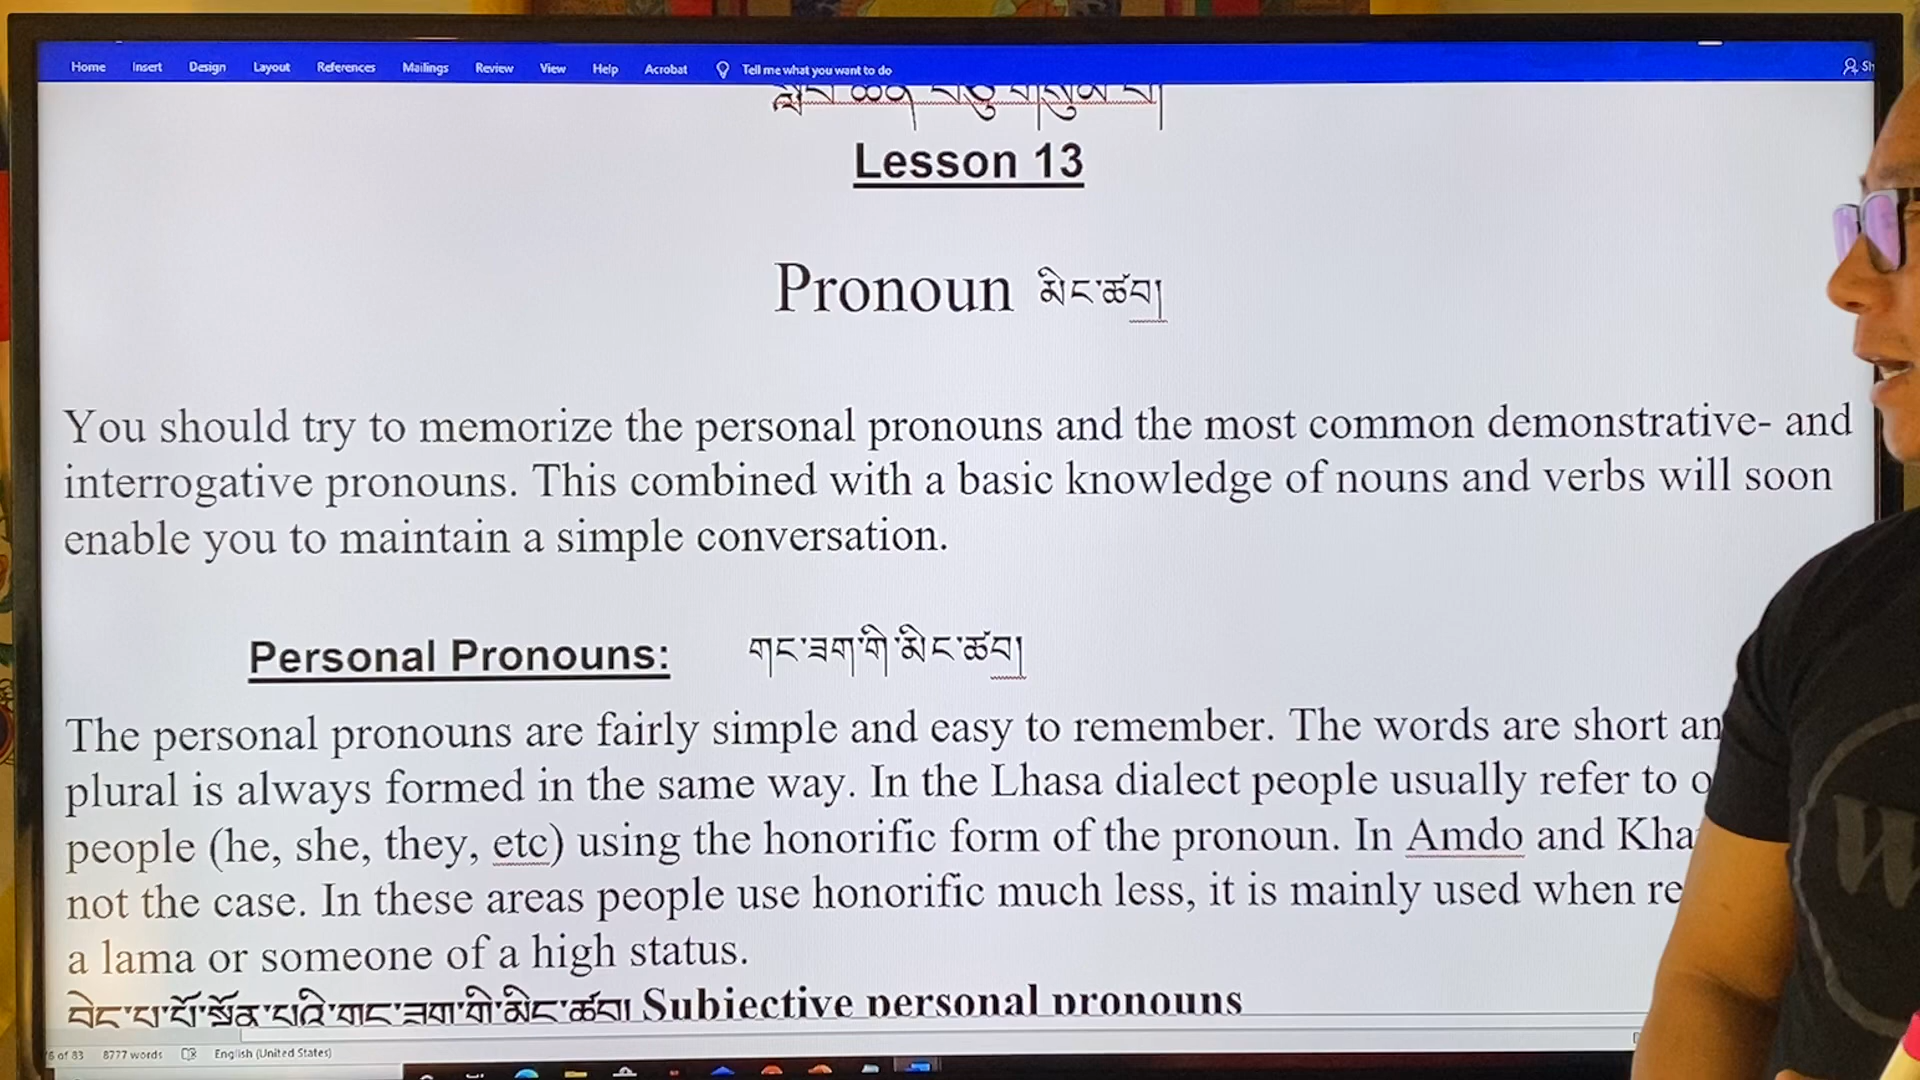 Home Insert Design Layout References Mailings Review View Help Acrobat Tell me what you want to do
Lesson 13
Pronoun མིང་ཚབ།
You should try to memorize the personal pronouns and the most common demonstrative- and
interrogative pronouns. This combined with a basic knowledge of nouns and verbs will soon
enable you to maintain a simple conversation.
Personal Pronouns: གང་ཟག་གི་མིང་ཚབ།
The personal pronouns are fairly simple and easy to remember. The words are short
plural is always formed in the same way. In the Lhasa dialect people usually refer to
people (he, she, they, etc) using the honorific form of the pronoun. In Amdo and
not the case. In these areas people use honorific much less, it is mainly used when
a lama or someone of a high status.
གང་ཟག་གི་མིང་ཚབ། Subjective personal pronouns
of 83 8777 words English (United States)